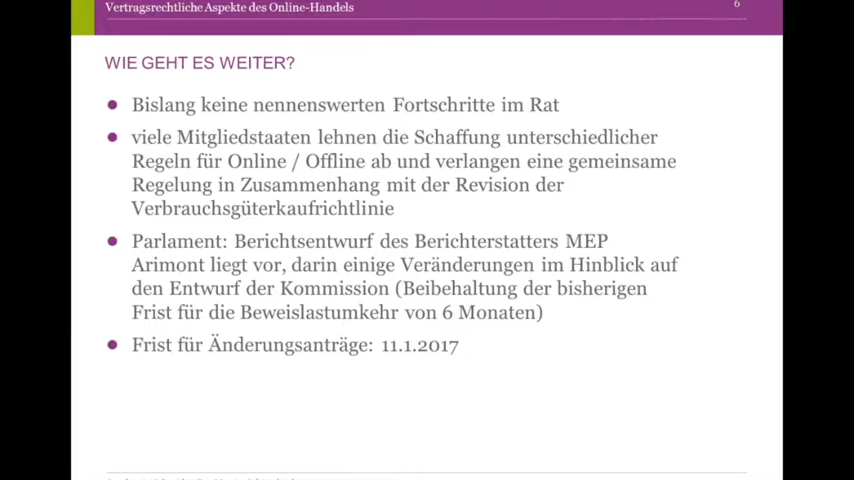 Vertragsrechtliche Aspekte des Online-Handels
6
WIE GEHT ES WEITER?
● Bislang keine nennenswerten Fortschritte im Rat
● viele Mitgliedstaaten lehnen die Schaffung unterschiedlicher
Regeln für Online / Offline ab und verlangen eine gemeinsame
Regelung in Zusammenhang mit der Revision der
Verbrauchsgüterkaufrichtlinie
● Parlament: Berichtsentwurf des Berichterstatters MEP
Arimont liegt vor, darin einige Veränderungen im Hinblick auf
den Entwurf der Kommission (Beibehaltung der bisherigen
Frist für die Beweislastumkehr von 6 Monaten)
● Frist für Änderungsanträge: 11.1.2017